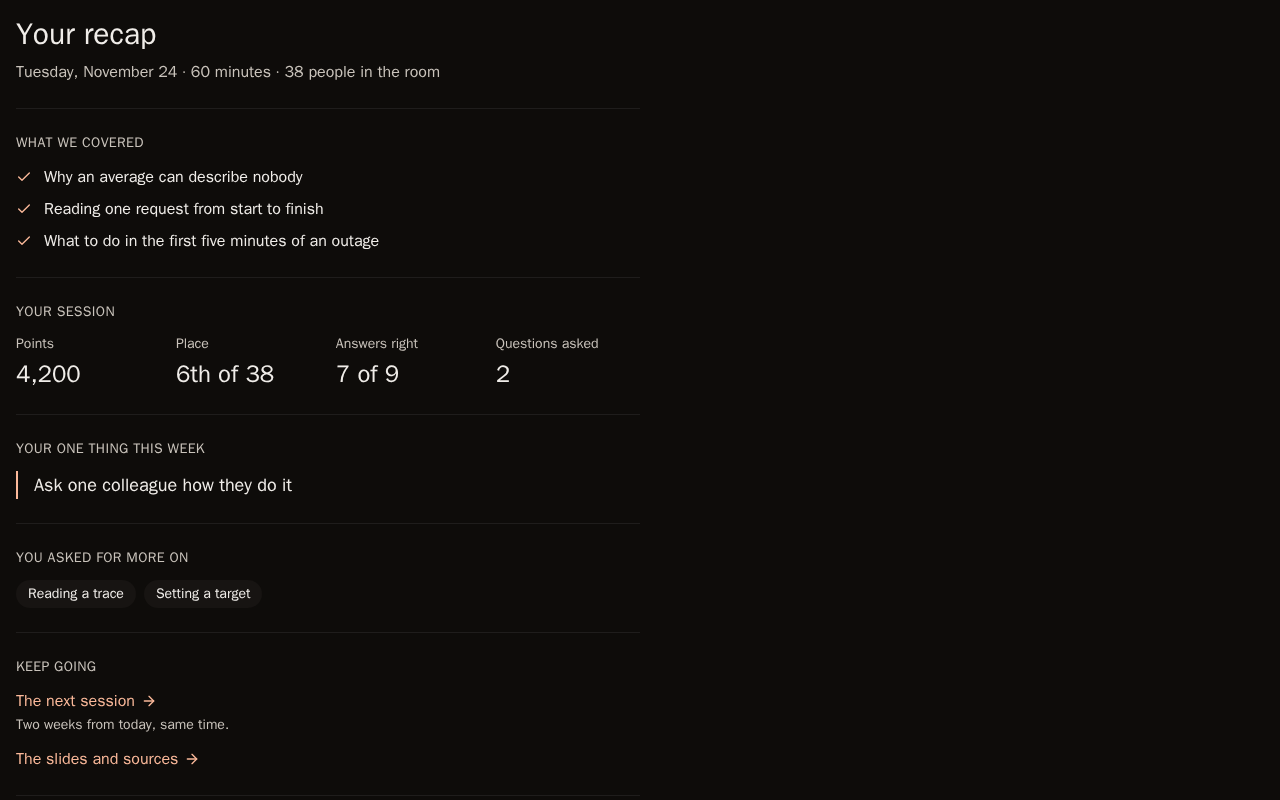 Your recap
Tuesday, November 24 · 60 minutes · 38 people in the room
WHAT WE COVERED
Why an average can describe nobody
Reading one request from start to finish
What to do in the first five minutes of an outage
YOUR SESSION
Points
Place
Answers right
Questions asked
4,200
6th of 38
7 of 9
2
YOUR ONE THING THIS WEEK
Ask one colleague how they do it
YOU ASKED FOR MORE ON
Reading a trace
Setting a target
KEEP GOING
The next session →
Two weeks from today, same time.
The slides and sources →